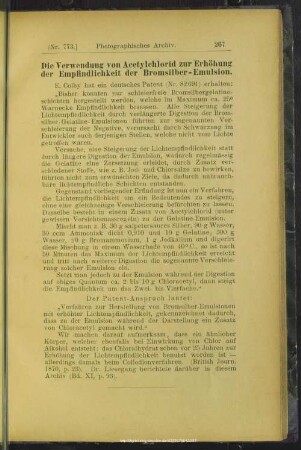 [Nr. 773.] Photographisches Archiv. 267
Die Verwendung von Acetylchlorid zur Erhöhung
der Empfindlichkeit der Bromsilber-Emulsion.
E. Colby hat ein deutsches Patent (Nr. ) erhalten:
„Bisher konnten nur schleierfreie Bromsilbergelatine-
schichten hergestellt werden, welche im Maximum ca. 25°
Warnecke Empfindlichkeit besassen. Alle Steigerung der
Lichtempfindlichkeit durch verlängerte Digestion der Brom-
silber-Gelatine-Emulsionen führten zur sogenannten Ver-
schleierung der Negative, verursacht durch Schwärzung im
Entwickler auch derjenigen Stellen, welche nicht vom Lichte
getroffen waren.
Versuche, eine Steigerung der Lichtempfindlichkeit statt
durch längere Digestion der Emulsion, wodurch regelmässig
die Gelatine eine Zersetzung erleidet, durch Zusatz ver-
schiedener Stoffe, wie z. B. Jod- und Chlorsalze zu bewirken,
führten nicht zum erwünschten Ziele, da dadurch bekanntlich
lichtunempfindliche Schichten entstanden.
Gegenstand vorliegender Erfindung ist nun ein Verfahren,
die Lichtempfindlichkeit um etwa das vierfache zu steigern,
ohne eine sogenannte Verschleierung befürchten zu lassen.
Dasselbe besteht in einem Zusatz von Acetylchlorid (unter
gewissen Vorsichtsmassregeln) zu der Gelatine-Emulsion.
Mischt man z. B. 30 g salpetersaures Silber, 90 g Wasser,
30 ccm Ammoniak dicht 0,910 und 10 g Gelatine, 300 g
Wasser, 20 g Bromammonium, 1 g Jodkalium und digerirt
diese Mischung in einem Wasserbade von 40° C., so ist nach
30 Minuten das Maximum der Lichtempfindlichkeit erreicht
und tritt nach weiterer Digestion die sogenannte Verschleie-
rung solcher Emulsion ein.
Setzt man jedoch zu der Emulsion während der Digestion
auf obiges Quantum ca. 2 bis 10 g Chloracetyl, dann steigt
die Empfindlichkeit um das Zwei- bis Vierfache.“
Der Patent-Anspruch lautet:
„Verfahren zur Herstellung von Bromsilber-Emulsionen
mit erhöhter Lichtempfindlichkeit, gekennzeichnet dadurch,
dass zu der Emulsion während der Darstellung ein Zusatz
von Chloracetyl gemacht wird.“
Wir machen darauf aufmerksam, dass ein ähnlicher
Körper, welcher ebenfalls bei Einwirkung von Chlor auf
Alkohol entsteht: das Chloralhydrat schon vor 25 Jahren zur
Erhöhung der Lichtempfindlichkeit benutzt worden ist —
allerdings damals beim Collodionverfahren. (British Journ.
1870, p. 23). Dr. Liesegang berichtete darüber in diesem
Archiv (Bd. XI, p. 95).